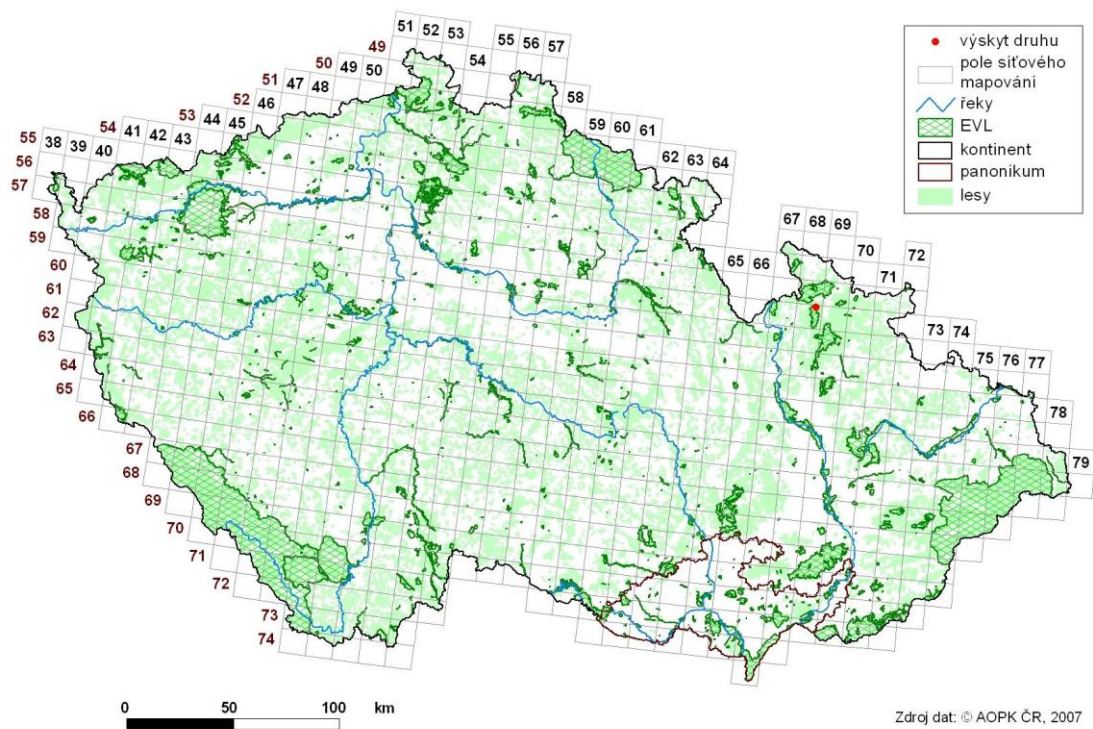 51 52 53
55 56 57
49
54
50
49 50
58
51
47 48
52
46
59 60 61
53
44 45
54
41 42 43
62 63 64
55
38 39 40
56
57
67 68 69
58
70
72
59
65 66
71
60
61
62
73 74
63
75 76 77
64
65
78
66
79
67
68
69
70
71
72
73
74
výskyt druhu
pole síťového
mapování
řeky
EVL
kontinent
panonikum
lesy
0 50 100 km
Zdroj dat: © AOPK ČR, 2007